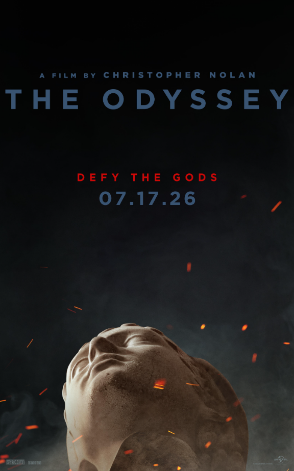 A FILM BY CHRISTOPHER NOLAN
THE ODYSSEY
DEFY THE GODS
07.17.26